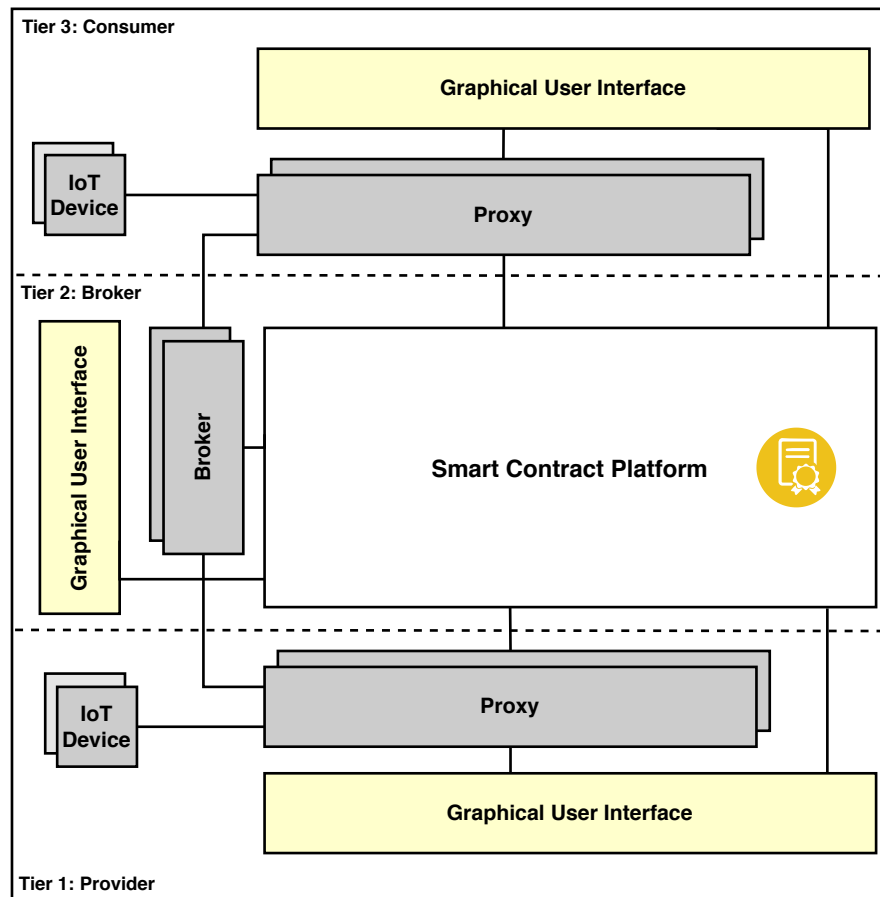 Tier 3: Consumer
Graphical User Interface
IoT
Device
Proxy
Tier 2: Broker
Graphical User Interface
Broker
Smart Contract Platform
IoT
Device
Proxy
Graphical User Interface
Tier 1: Provider